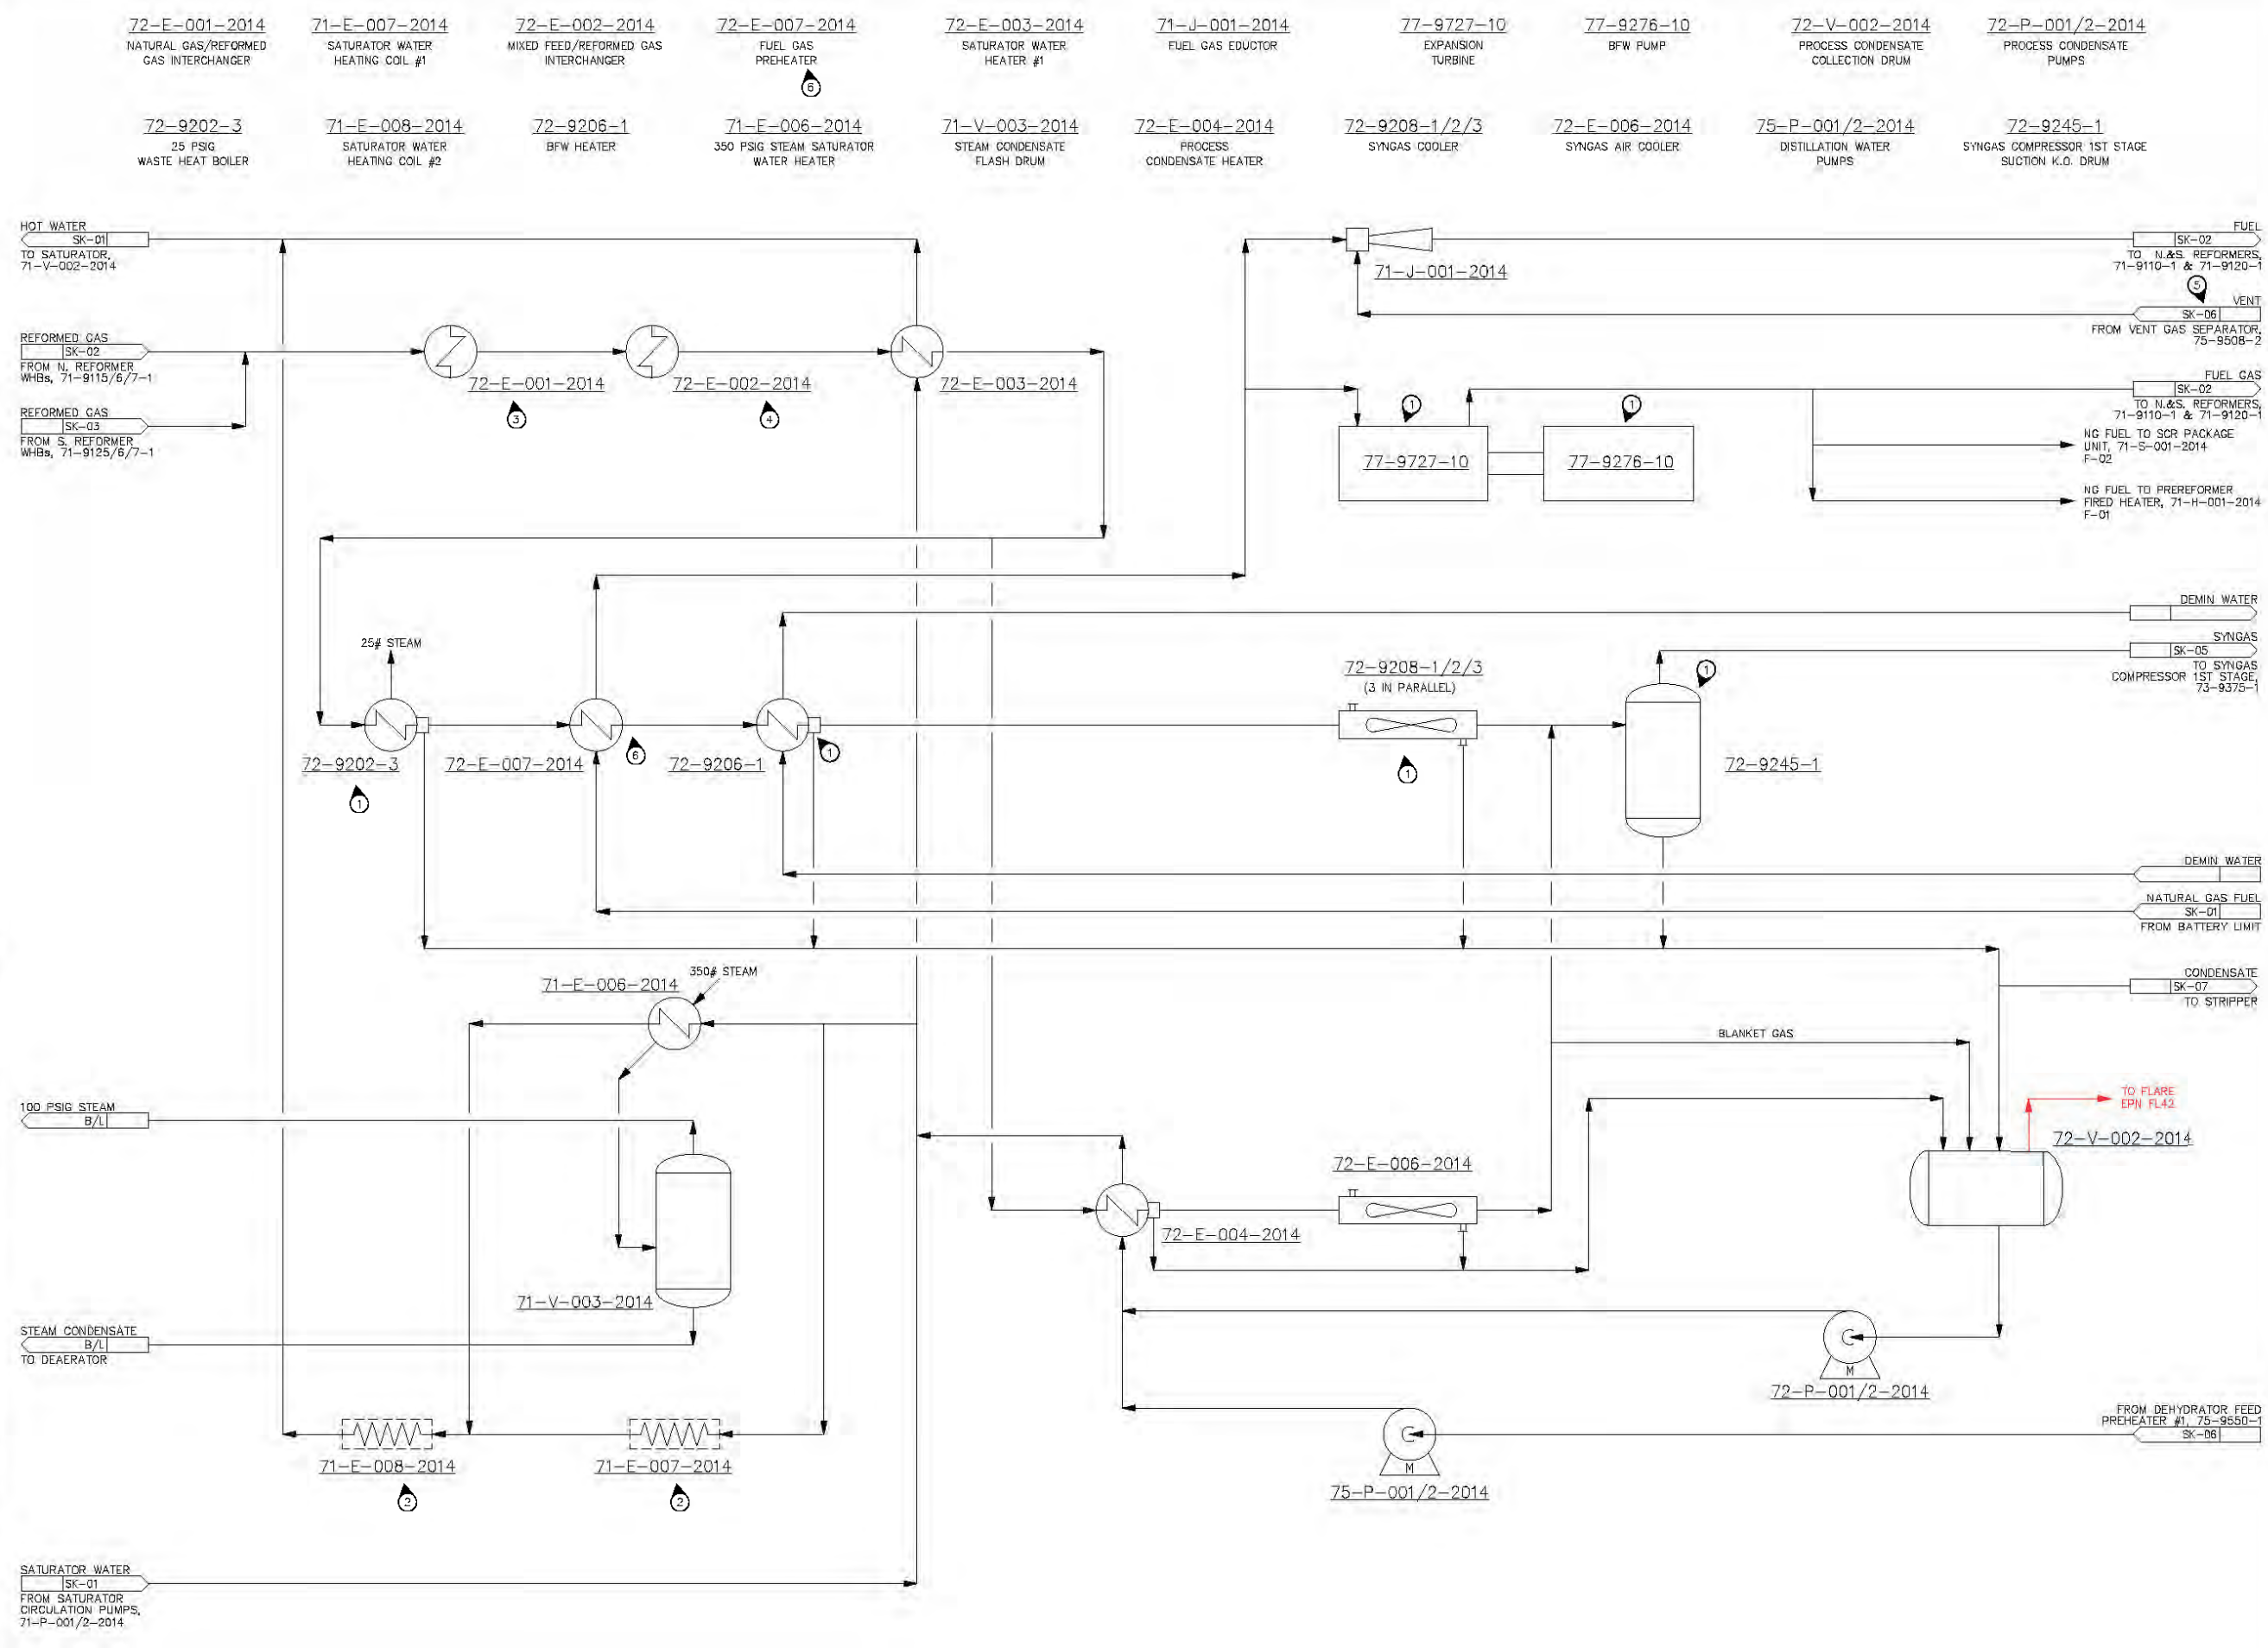 72-E-001-2014
NATURAL GAS/REFORMED
GAS INTERCHANGER
71-E-007-2014
SATURATOR WATER
HEATING COIL #1
72-E-002-2014
MIXED FEED/REFORMED GAS
INTERCHANGER
72-E-007-2014
FUEL GAS
PREHEATER
6
72-E-003-2014
SATURATOR WATER
HEATER #1
71-J-001-2014
FUEL GAS EDUCTOR
77-9727-10
EXPANSION
TURBINE
77-9276-10
BFW PUMP
72-V-002-2014
PROCESS CONDENSATE
COLLECTION DRUM
72-P-001/2-2014
PROCESS CONDENSATE
PUMPS
72-9202-3
25 PSIG
WASTE HEAT BOILER
71-E-008-2014
SATURATOR WATER
HEATING COIL #2
72-9206-1
BFW HEATER
71-E-006-2014
350 PSIG STEAM SATURATOR
WATER HEATER
71-V-003-2014
STEAM CONDENSATE
FLASH DRUM
72-E-004-2014
PROCESS
CONDENSATE HEATER
72-9208-1/2/3
SYNGAS COOLER
72-E-006-2014
SYNGAS AIR COOLER
75-P-001/2-2014
DISTILLATION WATER
PUMPS
72-9245-1
SYNGAS COMPRESSOR 1ST STAGE
SUCTION K.O. DRUM
HOT WATER
SK-01
TO SATURATOR,
71-V-002-2014
FUEL
SK-02
TO N.&S. REFORMERS,
71-9110-1 & 71-9120-1
71-J-001-2014
5
VENT
SK-06
FROM VENT GAS SEPARATOR,
75-9508-2
REFORMED GAS
SK-02
FROM N. REFORMER
WHBs, 71-9115/6/7-1
72-E-001-2014
3
72-E-002-2014
4
72-E-003-2014
REFORMED GAS
SK-03
FROM S. REFORMER
WHBs, 71-9125/6/7-1
FUEL GAS
SK-02
TO N.&S. REFORMERS,
71-9110-1 & 71-9120-1
1
1
77-9727-10
77-9276-10
NG FUEL TO SCR PACKAGE
UNIT, 71-S-001-2014
F-02
NG FUEL TO PREREFORMER
FIRED HEATER, 71-H-001-2014
F-01
DEMIN WATER
SYNGAS
SK-05
TO SYNGAS
COMPRESSOR 1ST STAGE,
73-9375-1
25# STEAM
72-9208-1/2/3
(3 IN PARALLEL)
1
72-9202-3
1
72-E-007-2014
6
72-9206-1
1
1
72-9245-1
DEMIN WATER
NATURAL GAS FUEL
SK-01
FROM BATTERY LIMIT
350# STEAM
71-E-006-2014
CONDENSATE
SK-07
TO STRIPPER
BLANKET GAS
TO FLARE
EPN FL42
100 PSIG STEAM
B/L
72-V-002-2014
72-E-006-2014
72-E-004-2014
71-V-003-2014
STEAM CONDENSATE
B/L
TO DEAERATOR
C
M
72-P-001/2-2014
FROM DEHYDRATOR FEED
PREHEATER #1, 75-9550-1
SK-06
C
M
75-P-001/2-2014
71-E-008-2014
2
71-E-007-2014
2
SATURATOR WATER
SK-01
FROM SATURATOR
CIRCULATION PUMPS,
71-P-001/2-2014